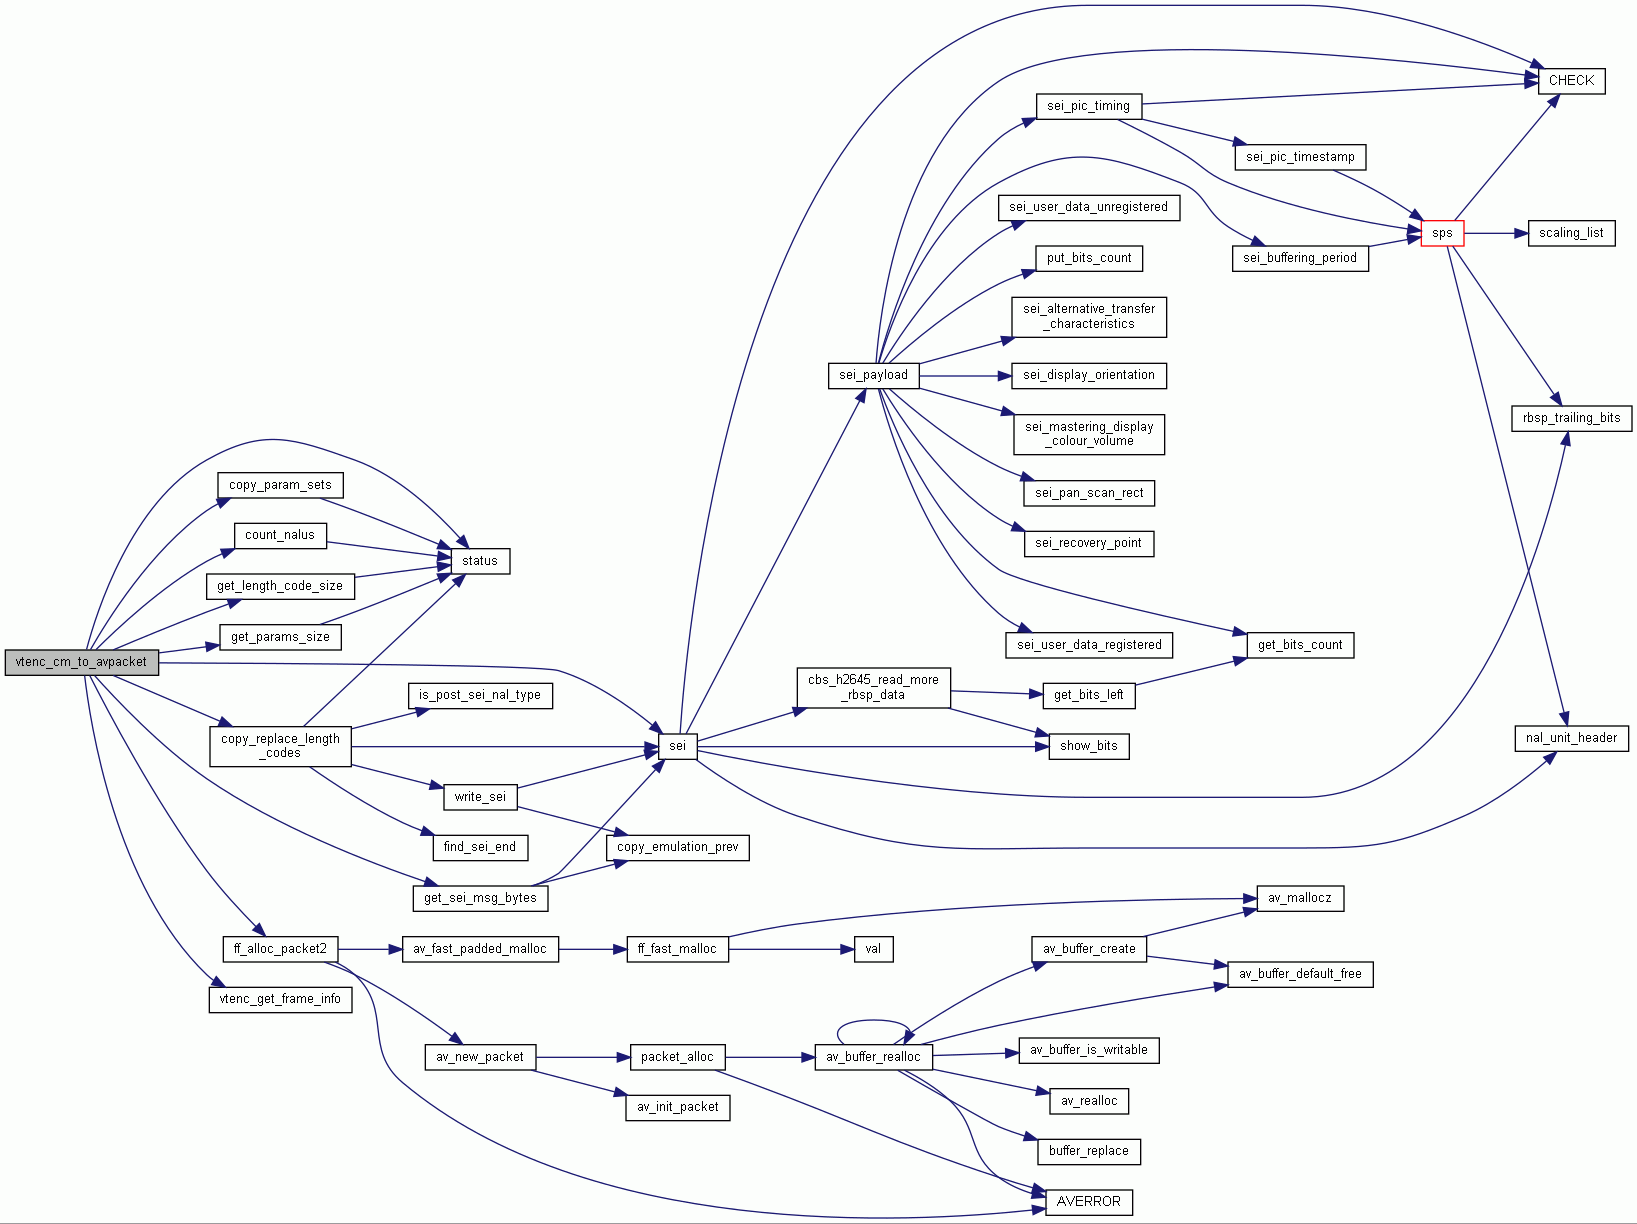 CHECK
sei_pic_timing
sei_pic_timestamp
sei_user_data_unregistered
sps
scaling_list
put_bits_count
sei_buffering_period
sei_alternative_transfer
_characteristics
sei_payload
sei_display_orientation
rbsp_trailing_bits
sei_mastering_display
_colour_volume
copy_param_sets
sei_pan_scan_rect
count_nalus
sei_recovery_point
status
get_length_code_size
get_params_size
sei_user_data_registered
get_bits_count
vtenc_cm_to_avpacket
is_post_sei_nal_type
cbs_h2645_read_more
_rbsp_data
get_bits_left
copy_replace_length
_codes
sei
show_bits
nal_unit_header
write_sei
find_sei_end
copy_emulation_prev
get_sei_msg_bytes
av_mallocz
ff_alloc_packet2
av_fast_padded_malloc
ff_fast_malloc
val
av_buffer_create
av_buffer_default_free
vtenc_get_frame_info
av_new_packet
packet_alloc
av_buffer_realloc
av_buffer_is_writable
av_init_packet
av_realloc
buffer_replace
AVERROR